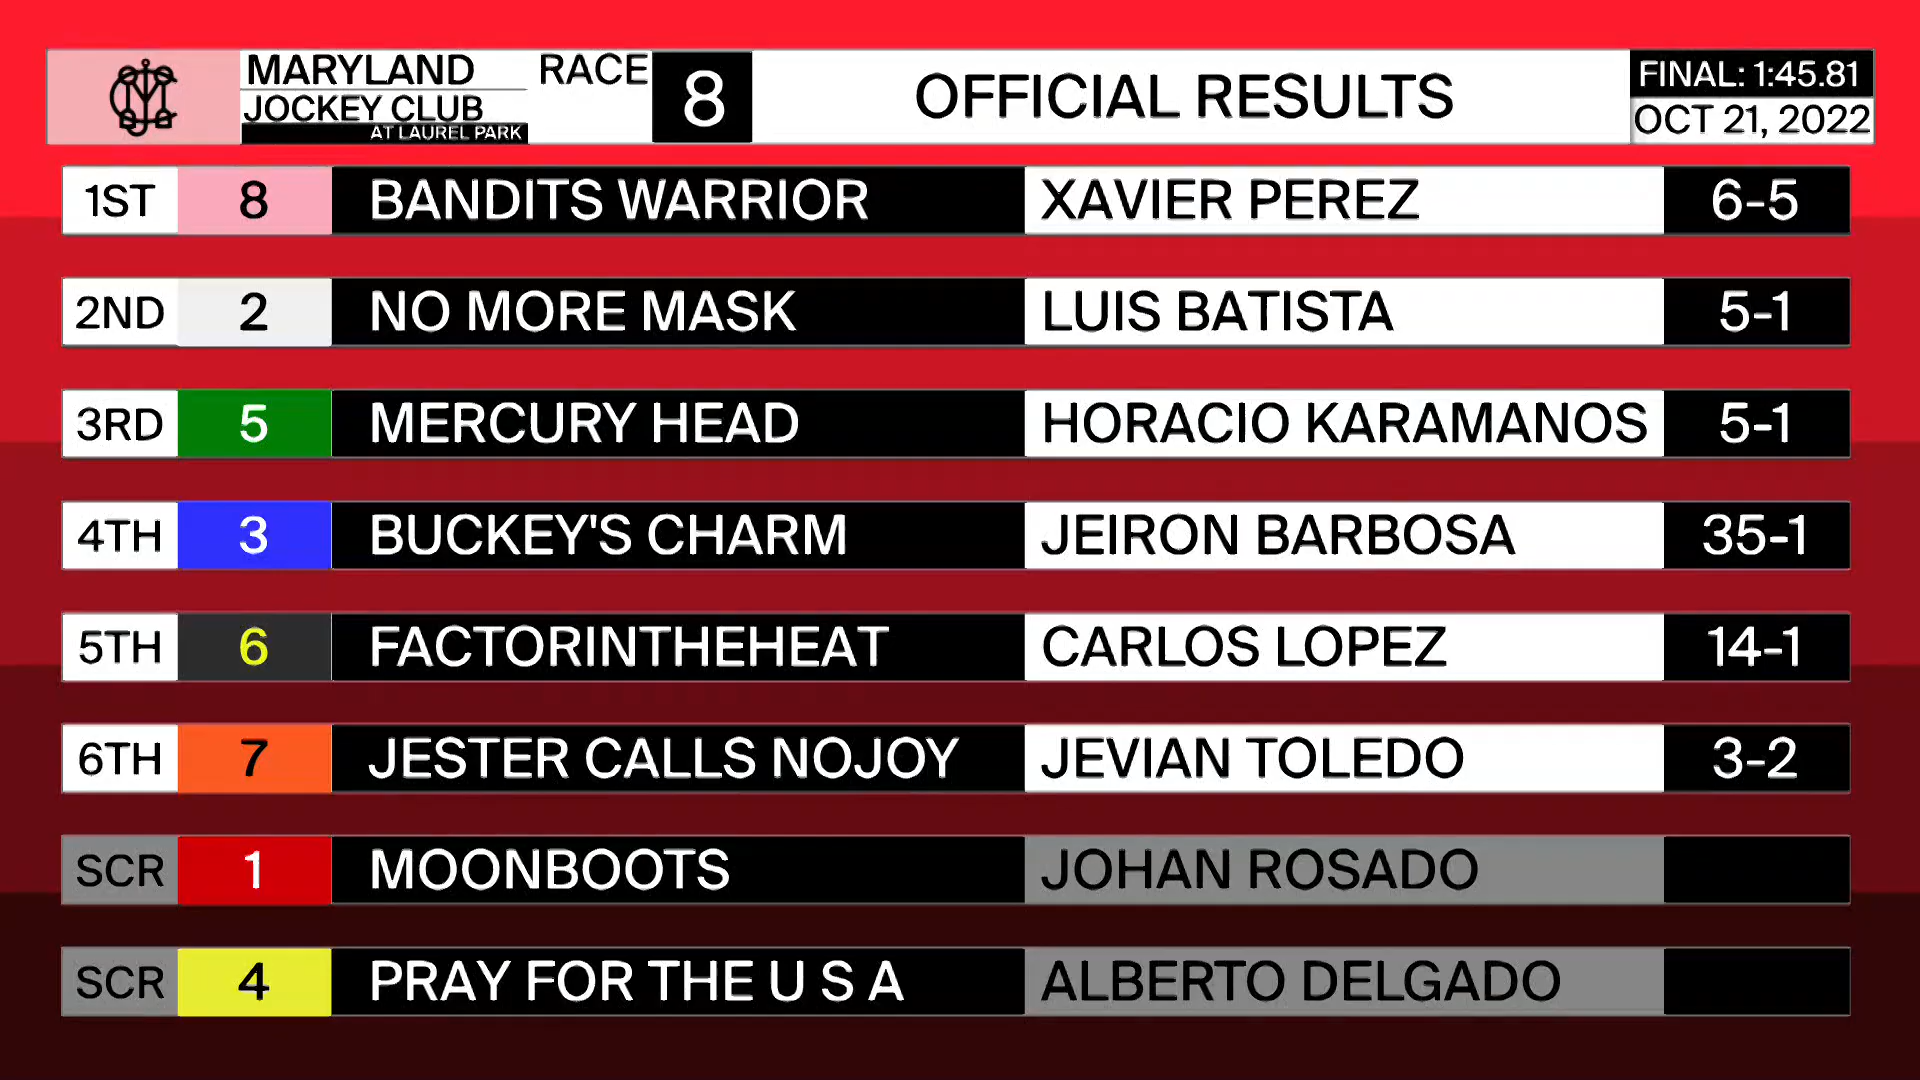 MARYLAND
JOCKEY CLUB
AT LAUREL PARK
RACE 8
OFFICIAL RESULTS
FINAL: 1:45.81
OCT 21, 2022
1ST 8 BANDITS WARRIOR XAVIER PEREZ 6-5
2ND 2 NO MORE MASK LUIS BATISTA 5-1
3RD 5 MERCURY HEAD HORACIO KARAMANOS 5-1
4TH 3 BUCKEY'S CHARM JEIRON BARBOSA 35-1
5TH 6 FACTORINTHEHEAT CARLOS LOPEZ 14-1
6TH 7 JESTER CALLS NOJOY JEVIAN TOLEDO 3-2
SCR 1 MOONBOOTS JOHAN ROSADO
SCR 4 PRAY FOR THE U S A ALBERTO DELGADO